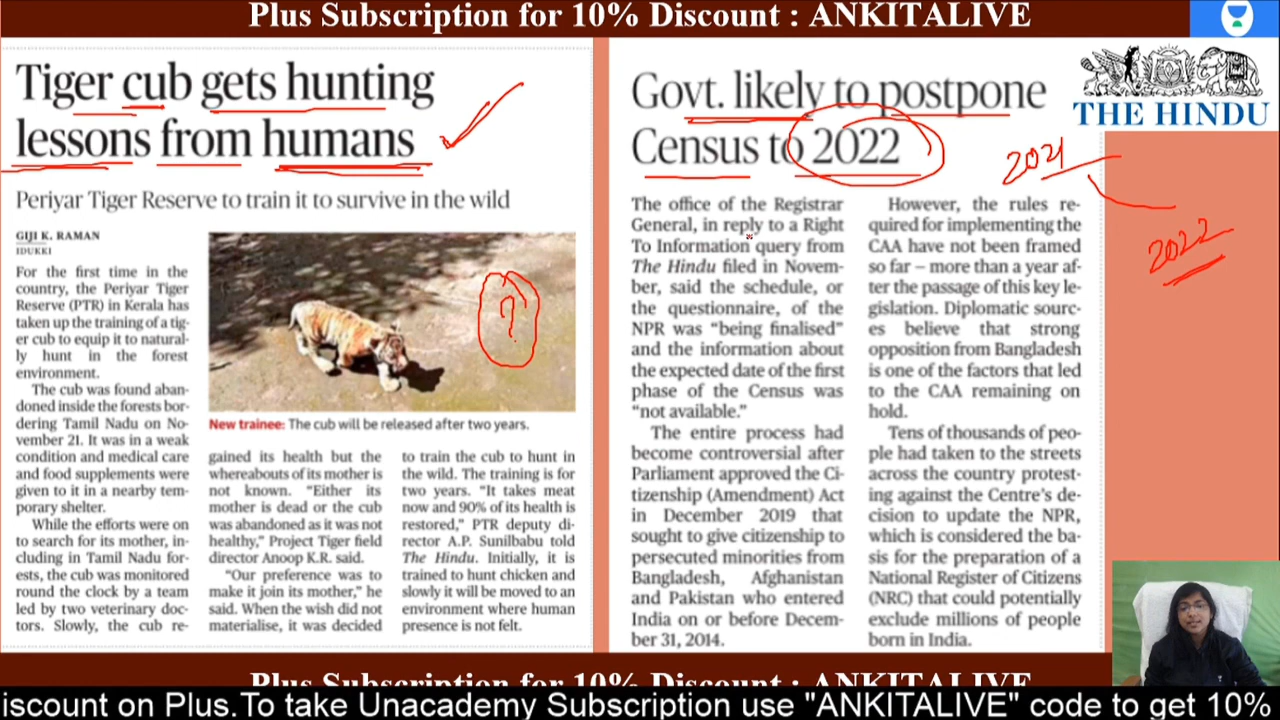 Plus Subscription for 10% Discount : ANKITALIVE
Tiger cub gets hunting
lessons from humans
Periyar Tiger Reserve to train it to survive in the wild
GIJI K. RAMAN
IDUKKI
For the first time in the
country, the Periyar Tiger
Reserve (PTR) in Kerala has
taken up the training of a tig-
er cub to equip it to natural-
ly hunt in the forest
environment.
The cub was found aban-
doned inside the forests bor-
dering Tamil Nadu on No-
vember 21. It was in a weak
condition and medical care
and food supplements were
given to it in a nearby tem-
porary shelter.
While the efforts were on
to search for its mother, in-
cluding in Tamil Nadu for-
ests, the cub was monitored
round the clock by a team
led by two veterinary doc-
tors. Slowly, the cub re-
?
New trainee: The cub will be released after two years.
gained its health but the
whereabouts of its mother is
not known. “Either its
mother is dead or the cub
was abandoned as it was not
healthy,” Project Tiger field
director Anoop K.R. said.
“Our preference was to
make it join its mother,” he
said. When the wish did not
materialise, it was decided
to train the cub to hunt in
the wild. The training is for
two years. “It takes meat
now and 90% of its health is
restored,” PTR deputy di-
rector A.P. Sunilbabu told
The Hindu. Initially, it is
trained to hunt chicken and
slowly it will be moved to an
environment where human
presence is not felt.
Govt. likely to postpone
Census to 2022
The office of the Registrar
General, in reply to a Right
To Information query from
The Hindu filed in Novem-
ber, said the schedule, or
the questionnaire, of the
NPR was “being finalised”
and the information about
the expected date of the first
phase of the Census was
“not available.”
The entire process had
become controversial after
Parliament approved the Ci-
tizenship (Amendment) Act
in December 2019 that
sought to give citizenship to
persecuted minorities from
Bangladesh, Afghanistan
and Pakistan who entered
India on or before Decem-
ber 31, 2014.
However, the rules re-
quired for implementing the
CAA have not been framed
so far – more than a year af-
ter the passage of this key le-
gislation. Diplomatic sourc-
es believe that strong
opposition from Bangladesh
is one of the factors that led
to the CAA remaining on
hold.
Tens of thousands of peo-
ple had taken to the streets
across the country protest-
ing against the Centre's de-
cision to update the NPR,
which is considered the ba-
sis for the preparation of a
National Register of Citizens
(NRC) that could potentially
exclude millions of people
born in India.
THE HINDU
2021
2022
Plus Subscription for 10% Discount : ANKITALIVE
iscount on Plus.To take Unacademy Subscription use "ANKITALIVE" code to get 10%